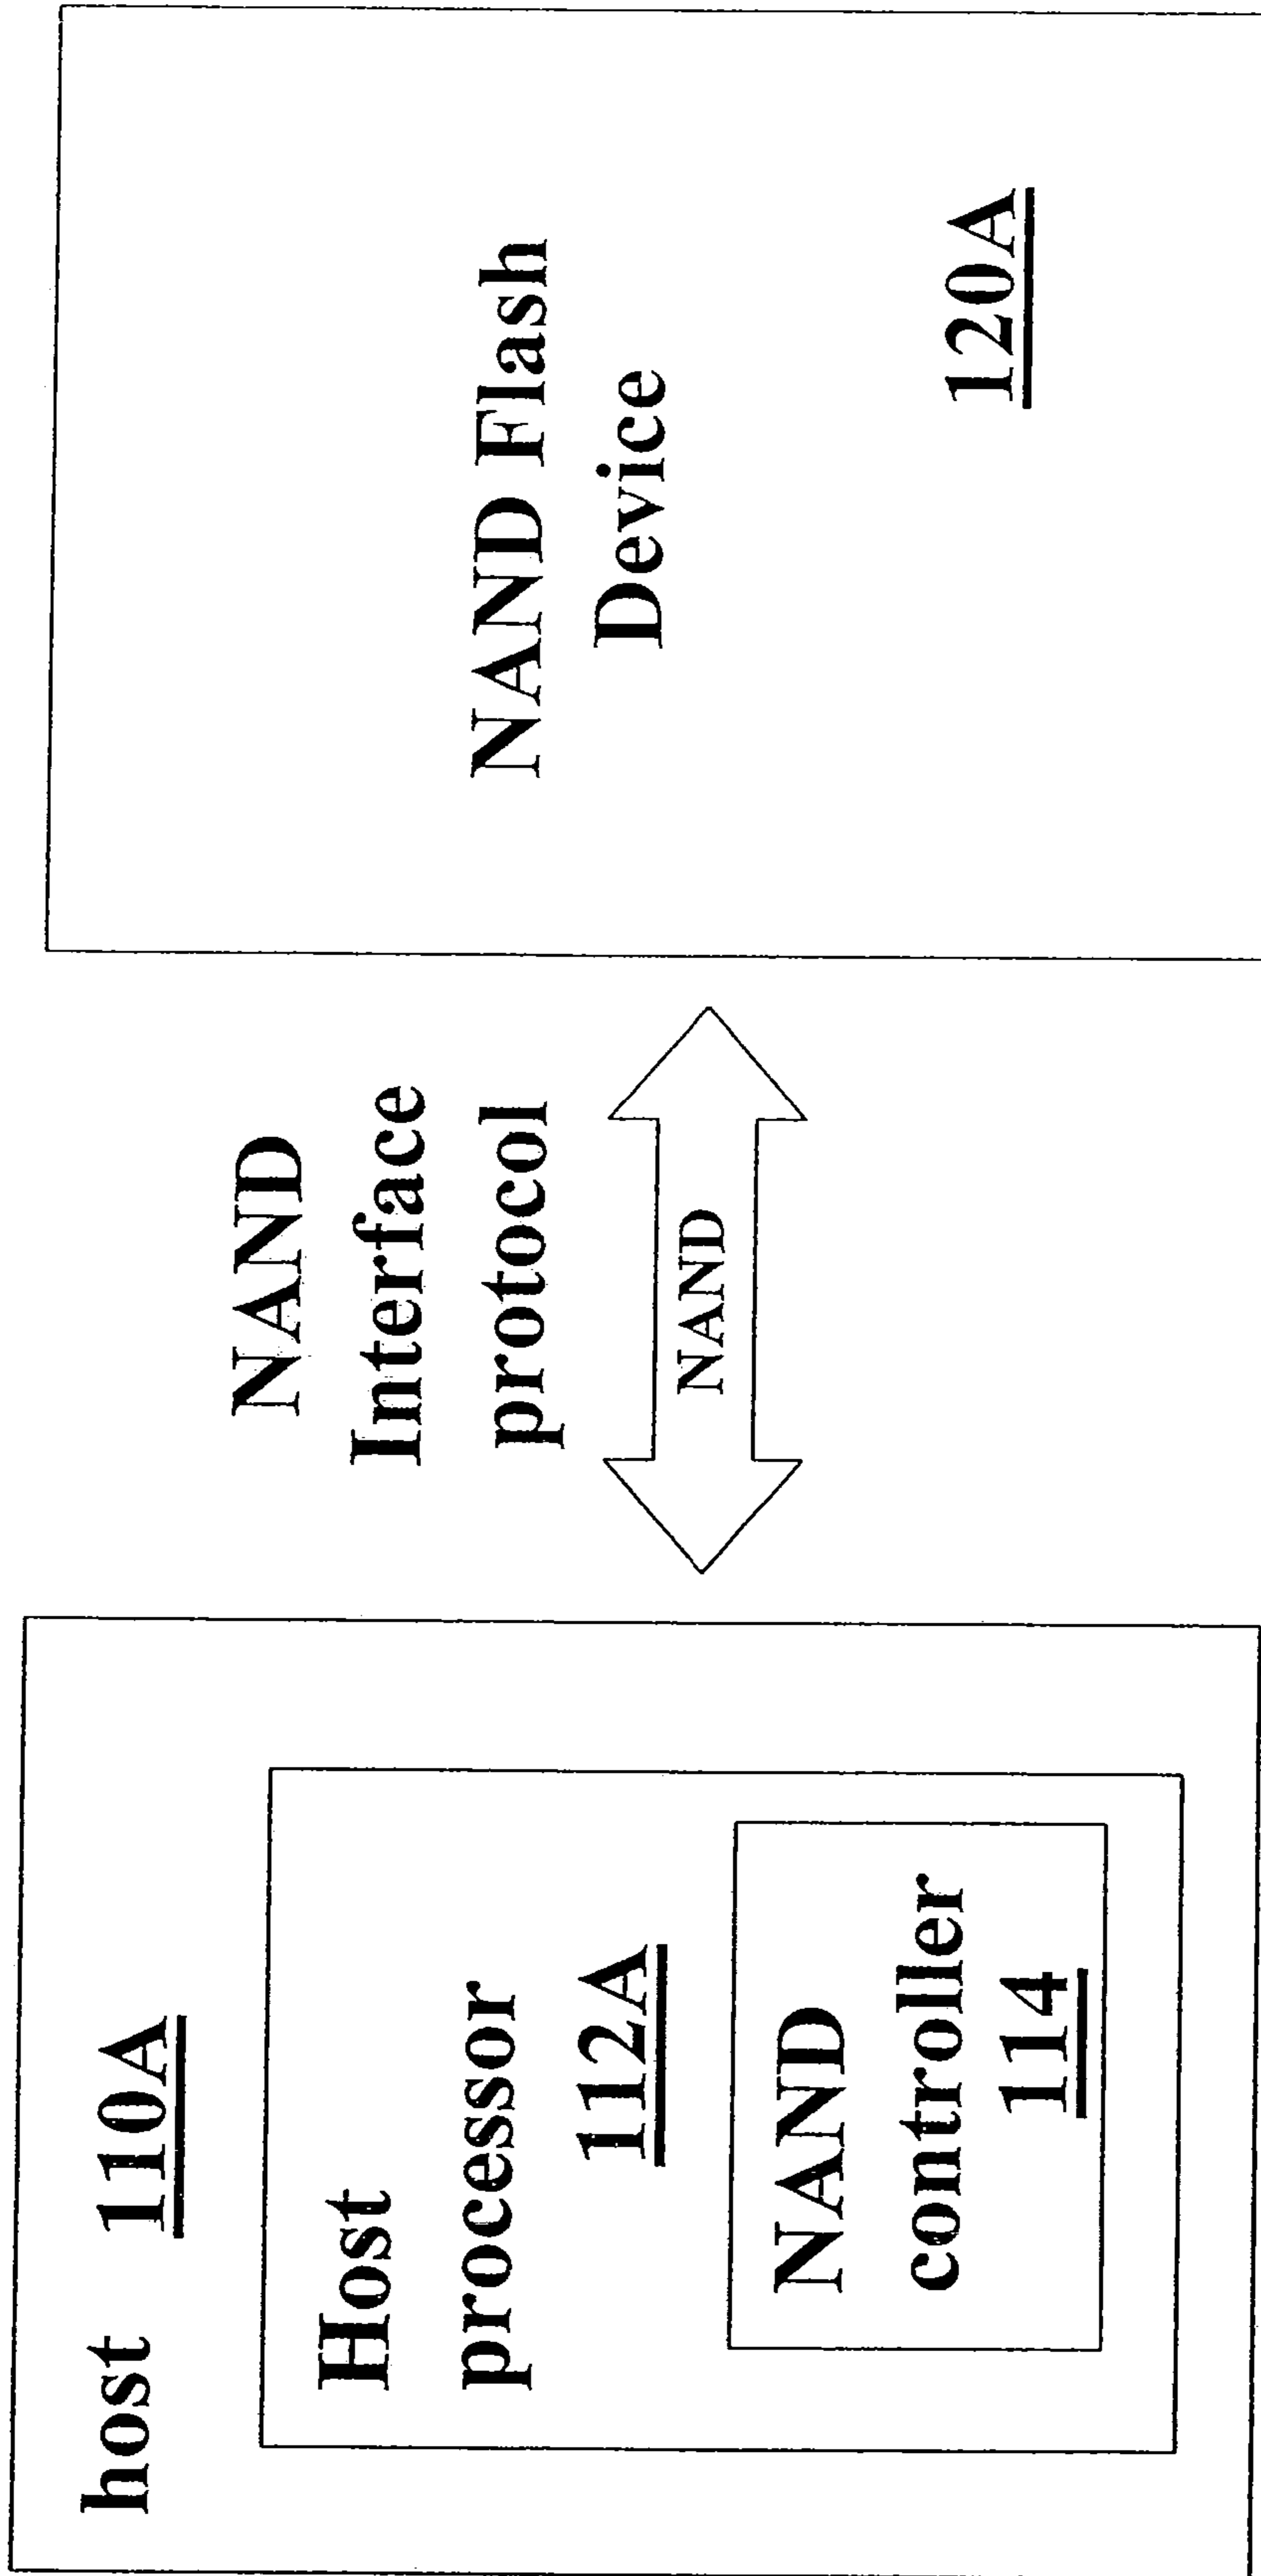 host 110A
Host
processor
112A
NAND
controller
114
NAND
Interface
protocol
NAND
NAND Flash
Device
120A